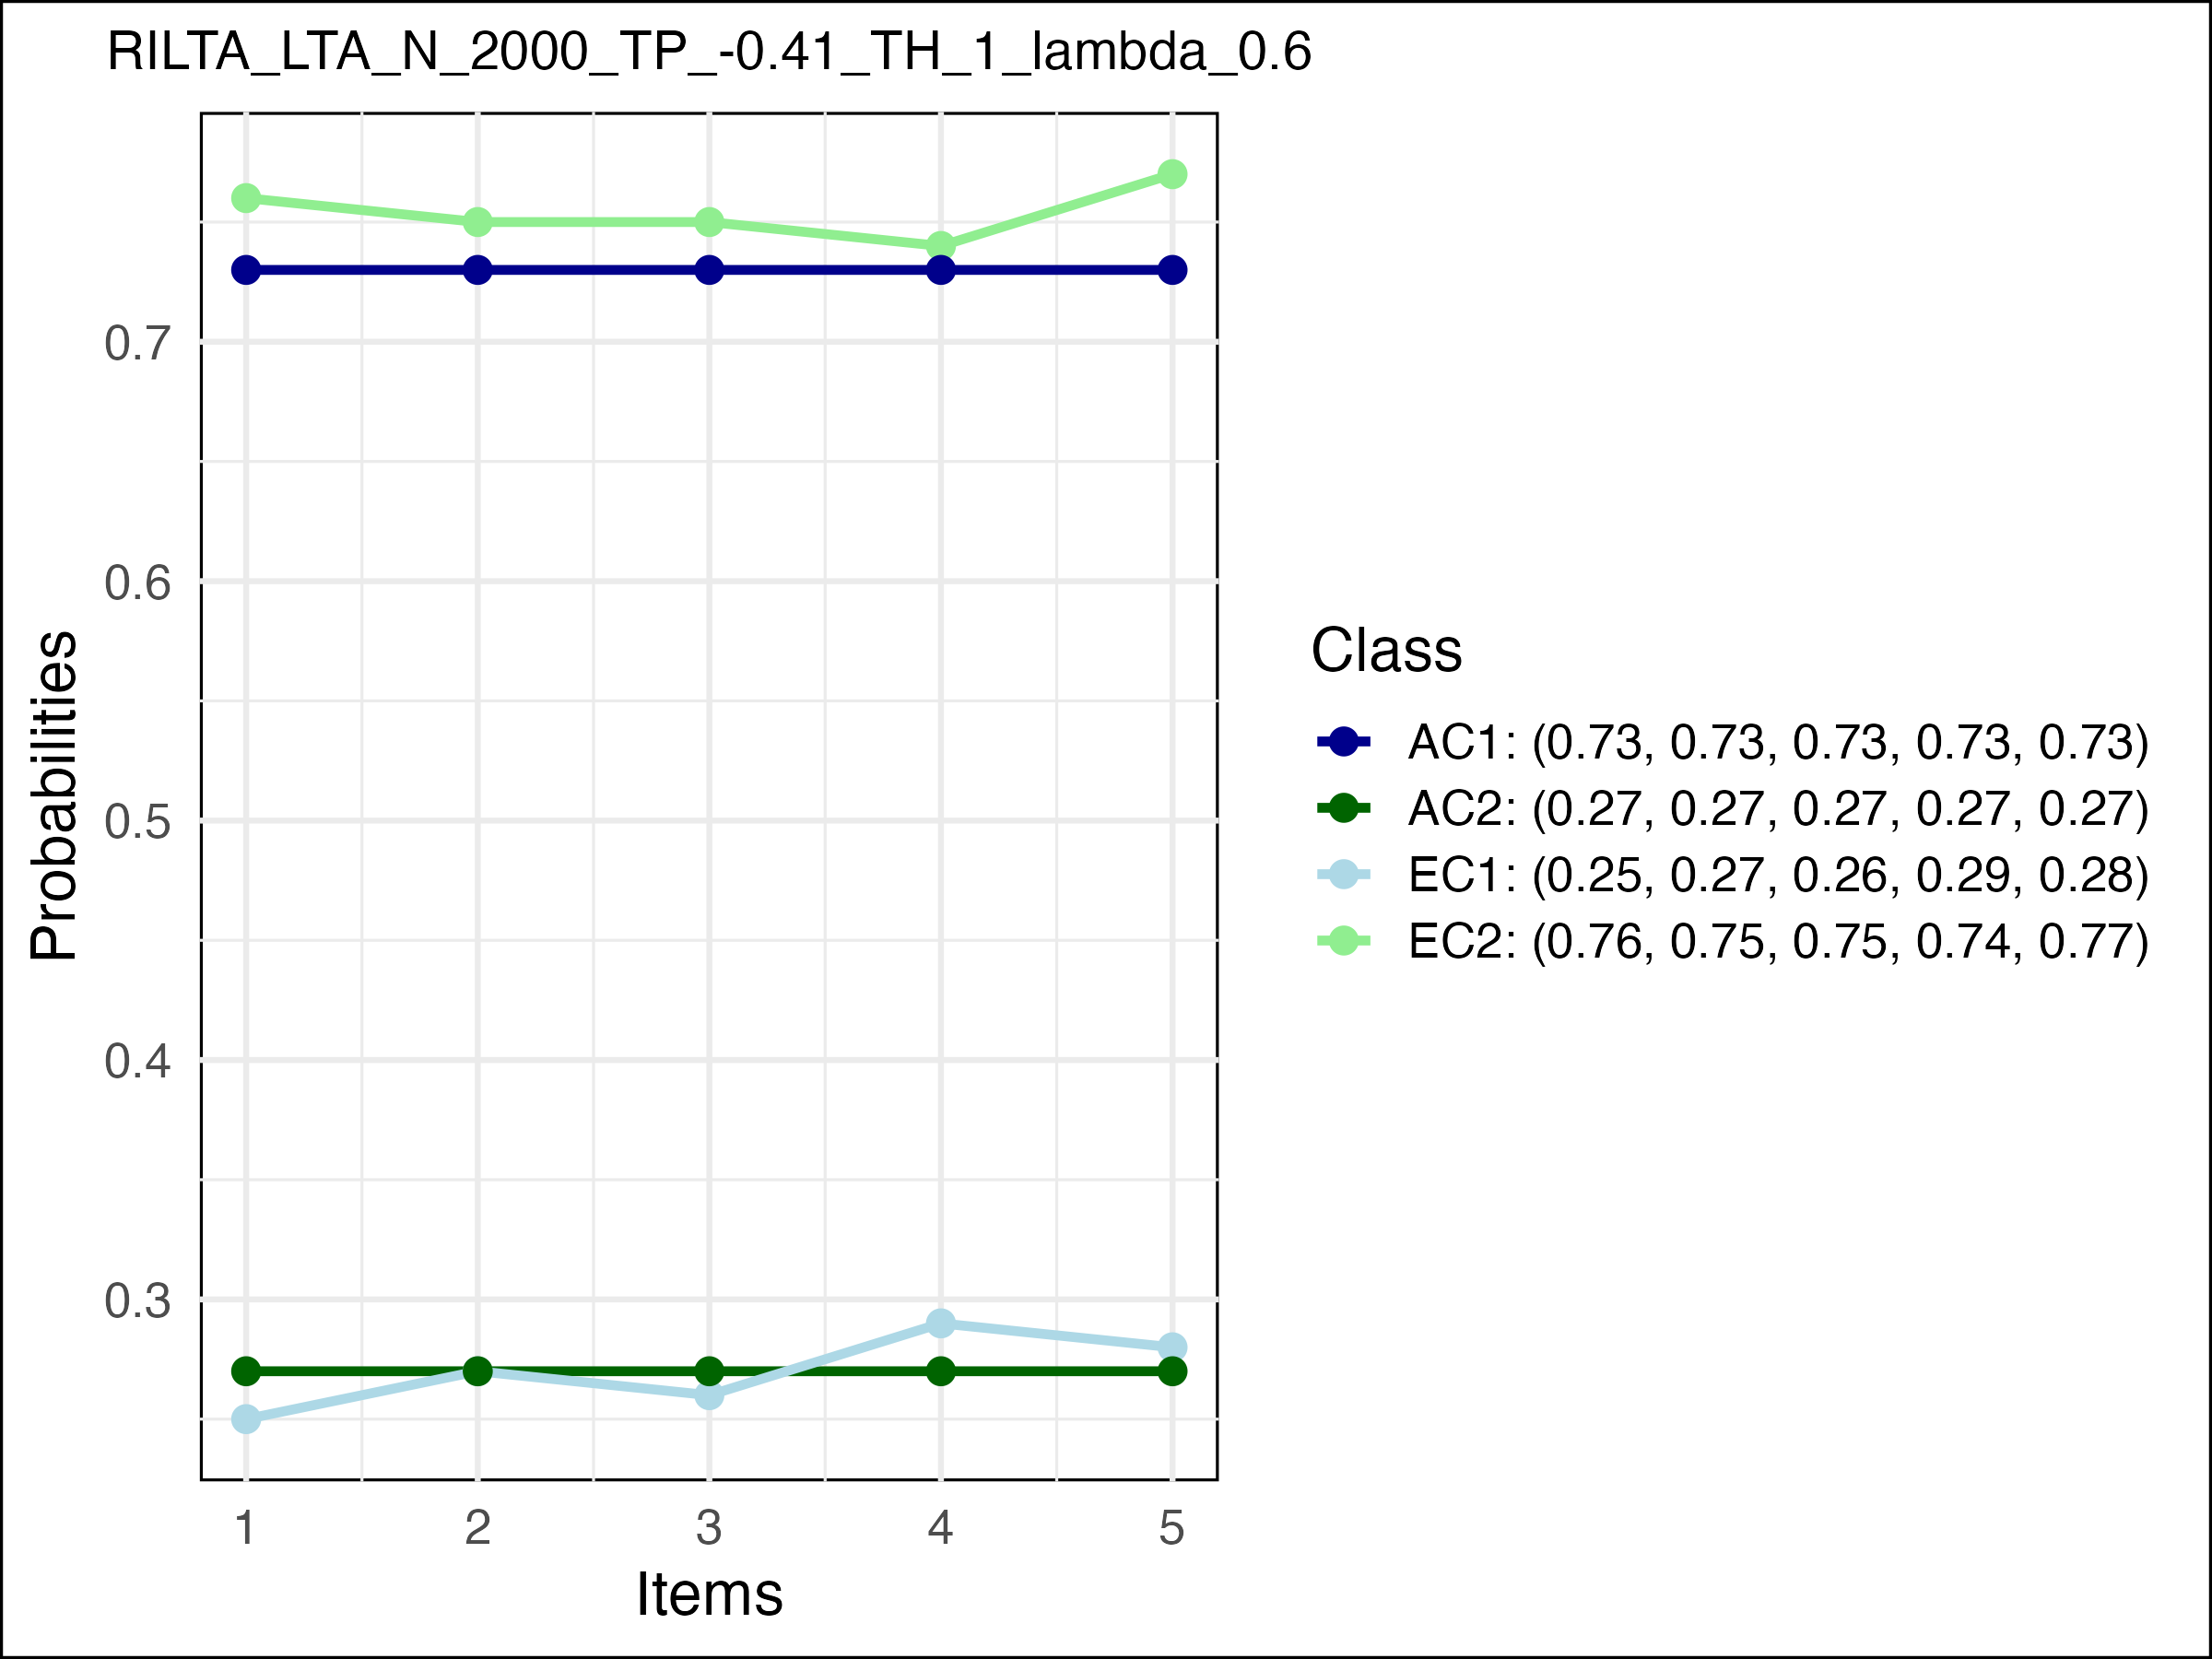 RILTA_LTA_N_2000_TP_-0.41_TH_1_lambda_0.6
0.7
0.6
0.5
0.4
0.3
Probabilities
1 2 3 4 5
Items
Class
AC1: (0.73, 0.73, 0.73, 0.73, 0.73)
AC2: (0.27, 0.27, 0.27, 0.27, 0.27)
EC1: (0.25, 0.27, 0.26, 0.29, 0.28)
EC2: (0.76, 0.75, 0.75, 0.74, 0.77)